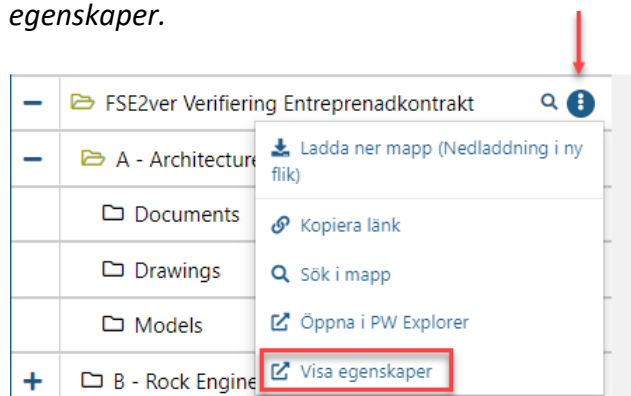 egenskaper.
FSE2ver Verifiering Entreprenadkontrakt
A - Architecture
Ladda ner mapp (Nedladdning i ny
flik)
Documents
Kopiera länk
Drawings
Sök i mapp
Models
Öppna i PW Explorer
Visa egenskaper
B - Rock Engine